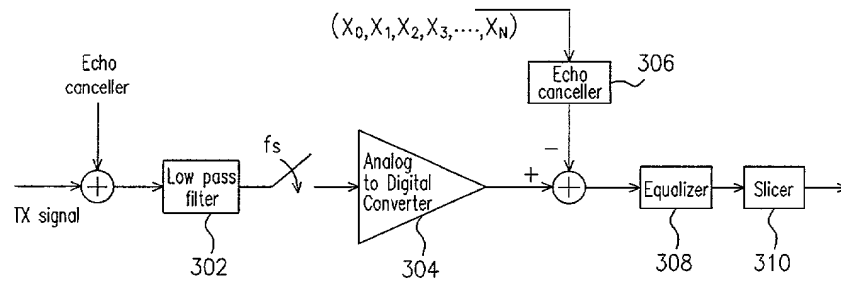 (X0,X1,X2,X3,····,XN)
Echo
canceller
Echo
canceller
306
fs
–
Low pass
filter
Analog
to Digital
Converter
+
+
+
Equalizer
Slicer
TX signal
302
304
308
310